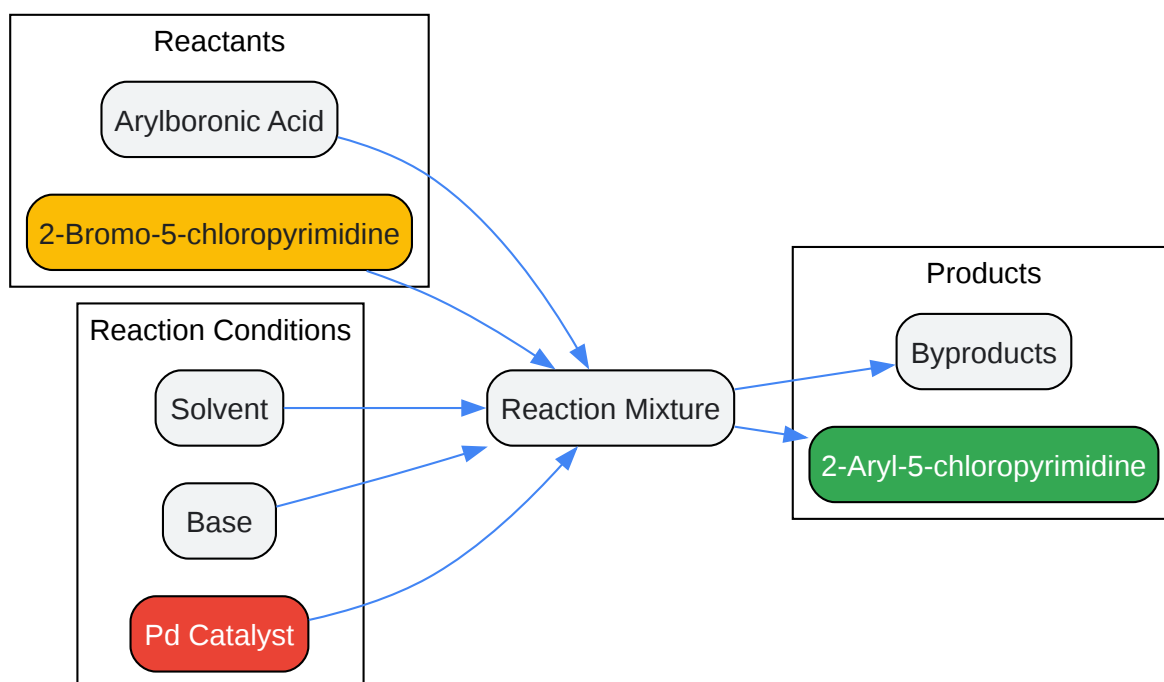 Reactants
Arylboronic Acid
2-Bromo-5-chloropyrimidine
Reaction Conditions
Solvent
Base
Pd Catalyst
Reaction Mixture
Products
Byproducts
2-Aryl-5-chloropyrimidine